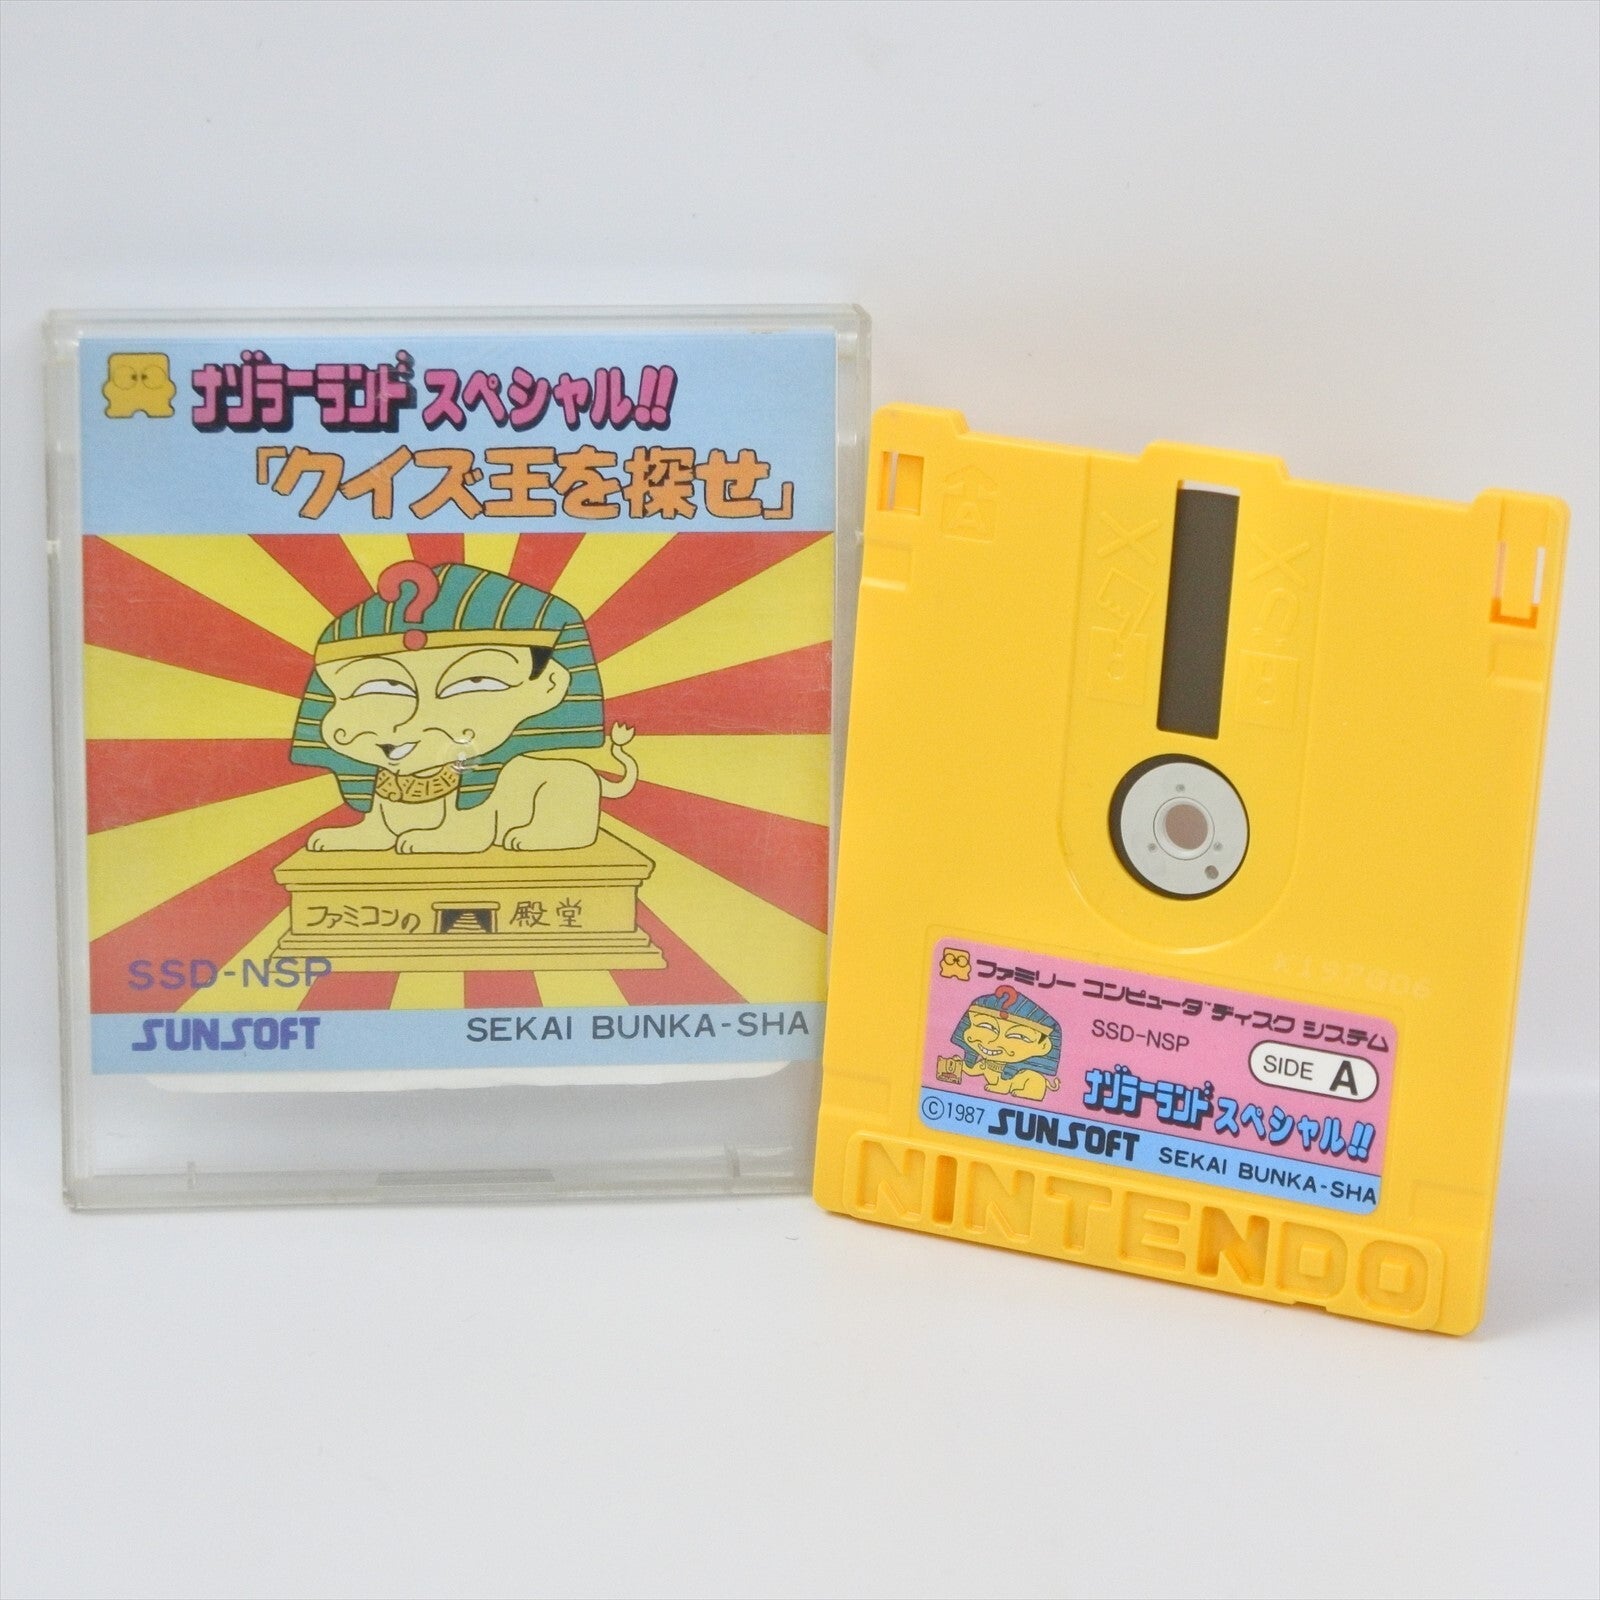 ナゾラーランド スペシャル!!
「クイズ王を探せ」
?
ファミコンの 殿堂
SSD-NSP
SUNSOFT SEKAI BUNKA-SHA
A
ファミリー コンピュータ™ ディスク システム
?
SSD-NSP
SIDE A
ナゾラーランド スペシャル!!
©1987 SUNSOFT SEKAI BUNKA-SHA
NINTENDO